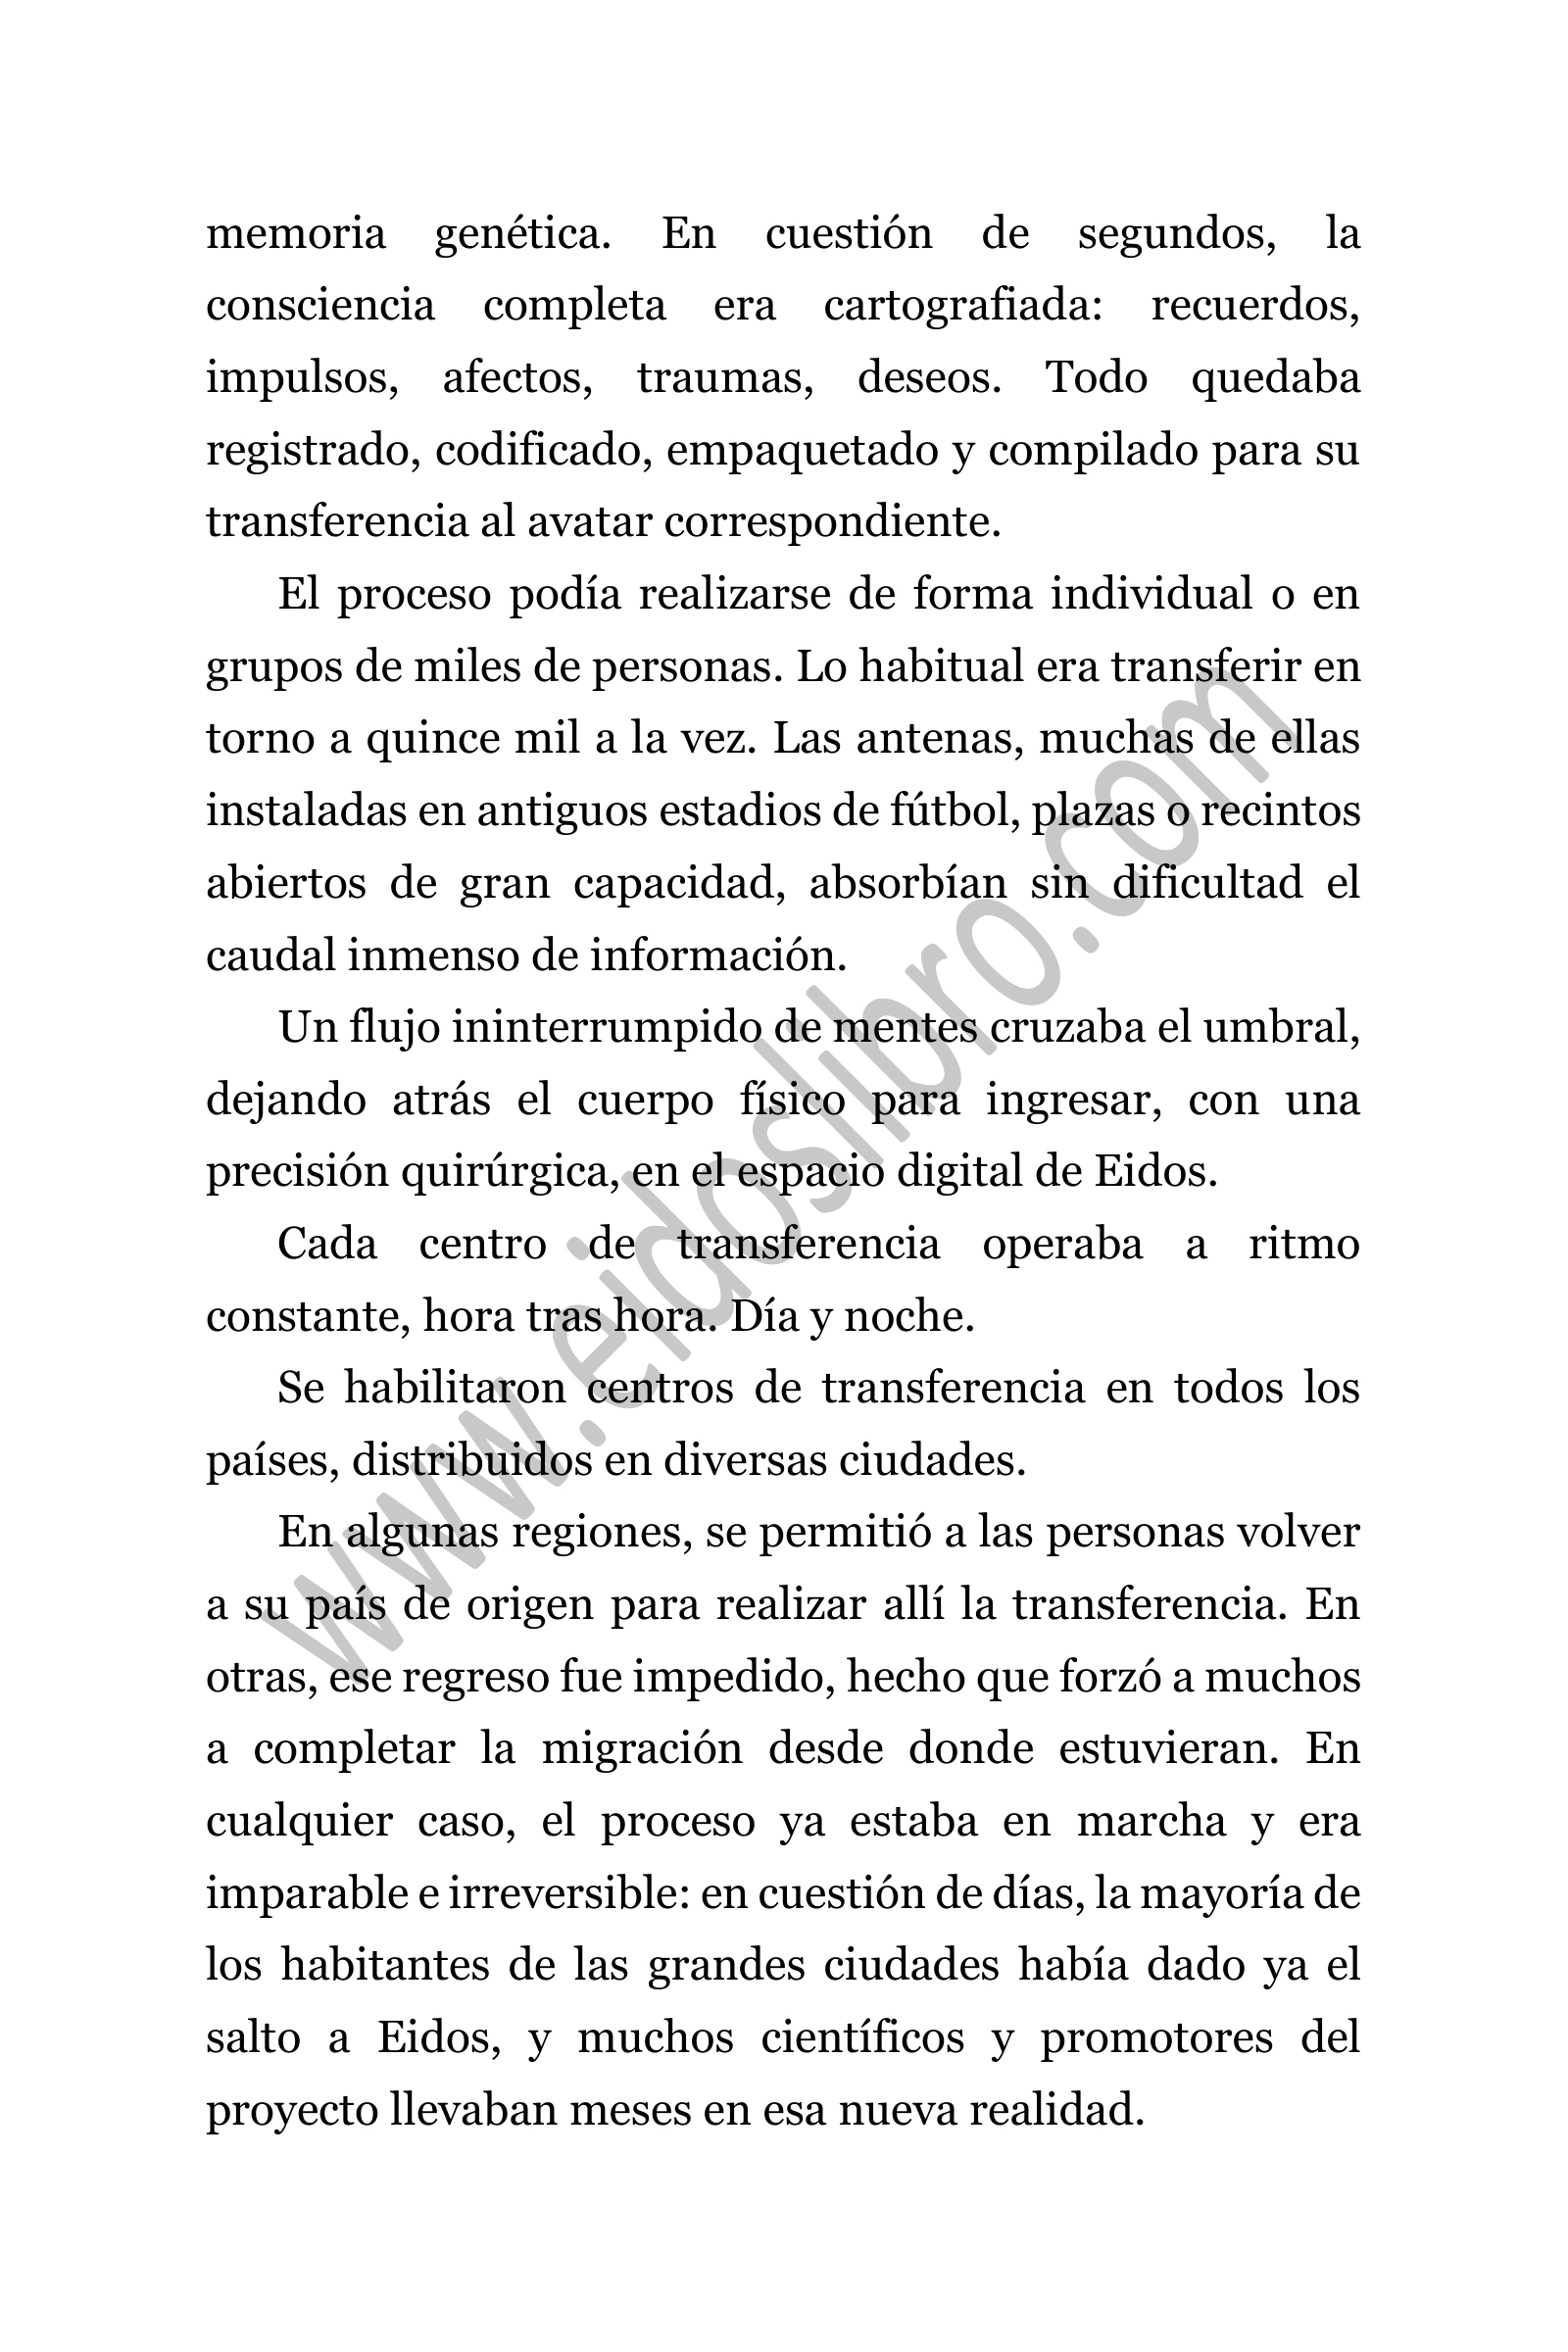 memoria genética. En cuestión de segundos, la
consciencia completa era cartografiada: recuerdos,
impulsos, afectos, traumas, deseos. Todo quedaba
registrado, codificado, empaquetado y compilado para su
transferencia al avatar correspondiente.
El proceso podía realizarse de forma individual o en
grupos de miles de personas. Lo habitual era transferir en
torno a quince mil a la vez. Las antenas, muchas de ellas
instaladas en antiguos estadios de fútbol, plazas o recintos
abiertos de gran capacidad, absorbían sin dificultad el
caudal inmenso de información.
Un flujo ininterrumpido de mentes cruzaba el umbral,
dejando atrás el cuerpo físico para ingresar, con una
precisión quirúrgica, en el espacio digital de Eidos.
Cada centro de transferencia operaba a ritmo
constante, hora tras hora. Día y noche.
Se habilitaron centros de transferencia en todos los
países, distribuidos en diversas ciudades.
En algunas regiones, se permitió a las personas volver
a su país de origen para realizar allí la transferencia. En
otras, ese regreso fue impedido, hecho que forzó a muchos
a completar la migración desde donde estuvieran. En
cualquier caso, el proceso ya estaba en marcha y era
imparable e irreversible: en cuestión de días, la mayoría de
los habitantes de las grandes ciudades había dado ya el
salto a Eidos, y muchos científicos y promotores del
proyecto llevaban meses en esa nueva realidad.
www.eidoslibro.com